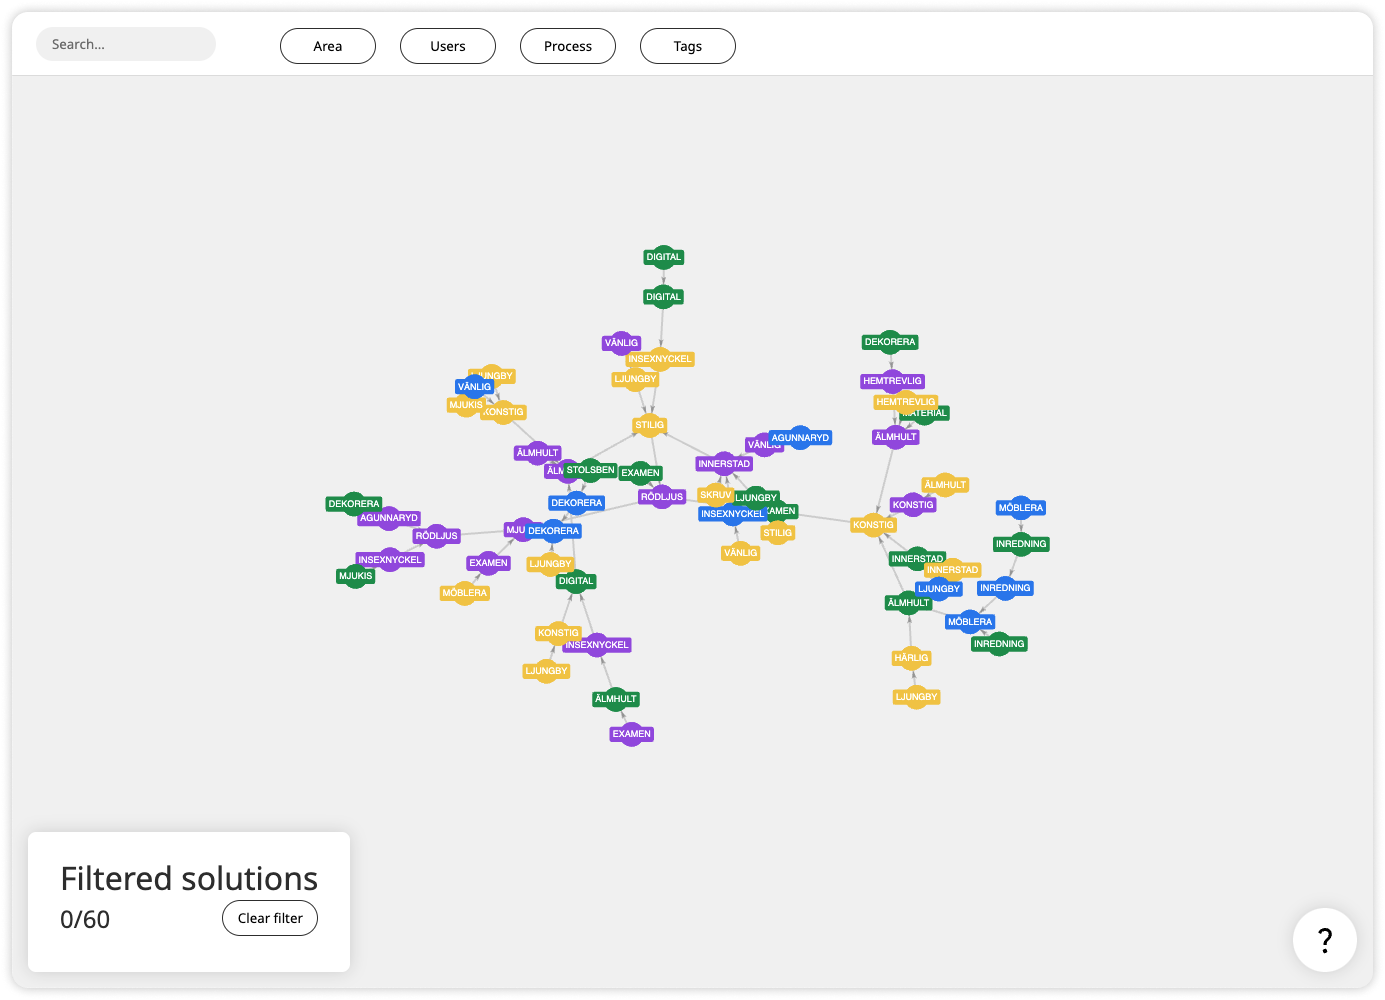 Search...
Area
Users
Process
Tags
DIGITAL
DIGITAL
VÄNLIG
INSEXNYCKEL
LJUNGBY
DEKORERA
HEMTREVLIG
HEMTREVLIG
MATERIAL
ÄLMHULT
LJUNGBY
VÄNLIG
MJUKIS
KONSTIG
STILIG
ÄLMHULT
STOLSBEN
EXAMEN
INNERSTAD
VÄNLIG
AGUNNARYD
DEKORERA
RÖDLJUS
SKRUV
LJUNGBY
INSEXNYCKEL
STILIG
VÄNLIG
KONSTIG
ÄLMHULT
KONSTIG
MÖBLERA
DEKORERA
AGUNNARYD
RÖDLJUS
INSEXNYCKEL
MJUKIS
DEKORERA
EXAMEN
LJUNGBY
MÖBLERA
DIGITAL
INREDNING
INNERSTAD
INNERSTAD
LJUNGBY
INREDNING
ÄLMHULT
MÖBLERA
INREDNING
KONSTIG
INSEXNYCKEL
LJUNGBY
HÄRLIG
LJUNGBY
ÄLMHULT
EXAMEN
Filtered solutions
0/60
Clear filter
?